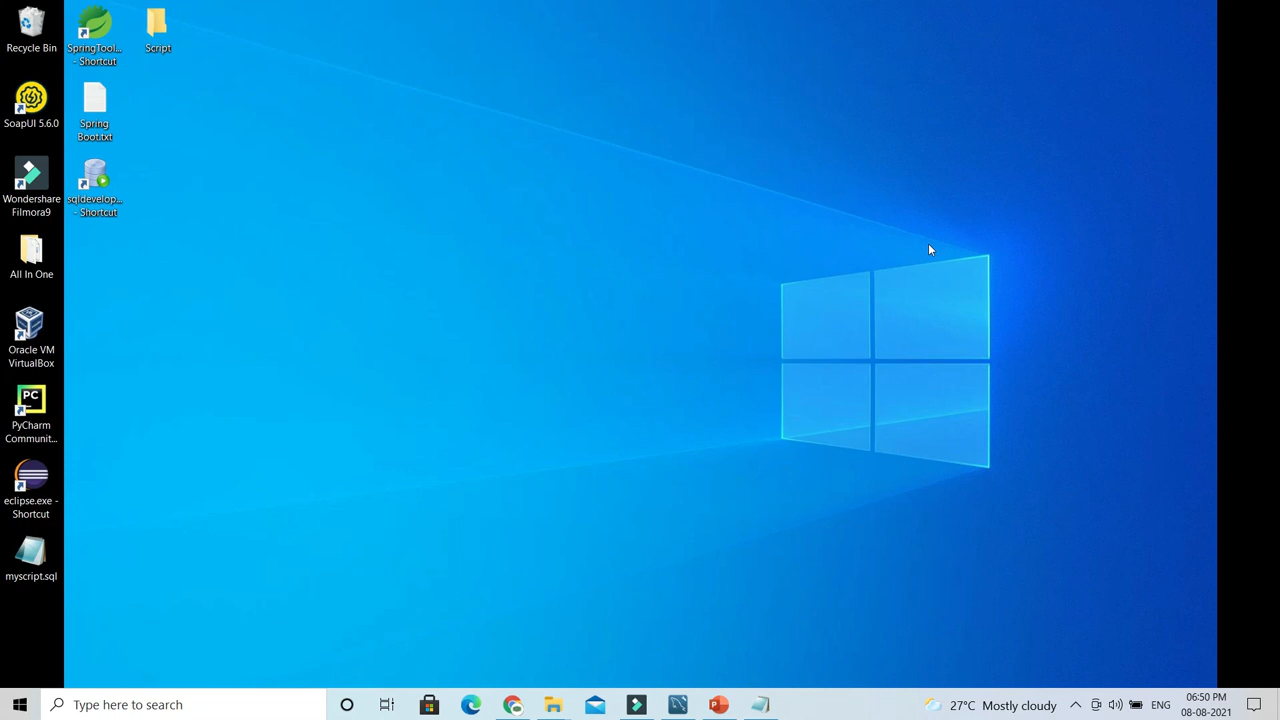 Recycle Bin
SoapUI 5.6.0
Wondershare
Filmora9
All In One
Oracle VM
VirtualBox
PC
PyCharm
Communit...
eclipse.exe -
Shortcut
myscript.sql
SpringTool...
- Shortcut
Spring
Boot.txt
sqldevelop...
- Shortcut
Script
Type here to search
27°C Mostly cloudy
ENG
06:50 PM
08-08-2021